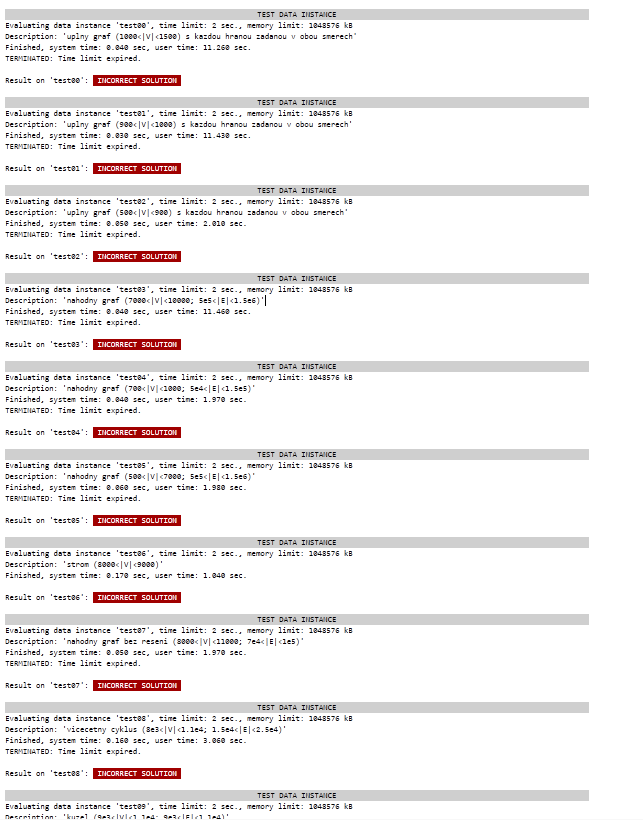 TEST DATA INSTANCE
Evaluating data instance 'test00', time limit: 2 sec., memory limit: 1048576 kB
Description: 'uplny graf (1000<|V|<1500) s kazdou hranou zadanou v obou smerech'
Finished, system time: 0.040 sec, user time: 11.260 sec.
TERMINATED: Time limit expired.
Result on 'test00': INCORRECT SOLUTION
TEST DATA INSTANCE
Evaluating data instance 'test01', time limit: 2 sec., memory limit: 1048576 kB
Description: 'uplny graf (900<|V|<1000) s kazdou hranou zadanou v obou smerech'
Finished, system time: 0.030 sec, user time: 11.430 sec.
TERMINATED: Time limit expired.
Result on 'test01': INCORRECT SOLUTION
TEST DATA INSTANCE
Evaluating data instance 'test02', time limit: 2 sec., memory limit: 1048576 kB
Description: 'uplny graf (500<|V|<900) s kazdou hranou zadanou v obou smerech'
Finished, system time: 0.050 sec, user time: 2.010 sec.
TERMINATED: Time limit expired.
Result on 'test02': INCORRECT SOLUTION
TEST DATA INSTANCE
Evaluating data instance 'test03', time limit: 2 sec., memory limit: 1048576 kB
Description: 'nahodny graf (7000<|V|<10000; 5e5<|E|<1.5e6)'
Finished, system time: 0.040 sec, user time: 11.460 sec.
TERMINATED: Time limit expired.
Result on 'test03': INCORRECT SOLUTION
TEST DATA INSTANCE
Evaluating data instance 'test04', time limit: 2 sec., memory limit: 1048576 kB
Description: 'nahodny graf (700<|V|<1000; 5e4<|E|<1.5e5)'
Finished, system time: 0.040 sec, user time: 1.970 sec.
TERMINATED: Time limit expired.
Result on 'test04': INCORRECT SOLUTION
TEST DATA INSTANCE
Evaluating data instance 'test05', time limit: 2 sec., memory limit: 1048576 kB
Description: 'nahodny graf (500<|V|<7000; 5e5<|E|<1.5e6)'
Finished, system time: 0.060 sec, user time: 1.980 sec.
TERMINATED: Time limit expired.
Result on 'test05': INCORRECT SOLUTION
TEST DATA INSTANCE
Evaluating data instance 'test06', time limit: 2 sec., memory limit: 1048576 kB
Description: 'strom (8000<|V|<9000)'
Finished, system time: 0.170 sec, user time: 1.040 sec.
Result on 'test06': INCORRECT SOLUTION
TEST DATA INSTANCE
Evaluating data instance 'test07', time limit: 2 sec., memory limit: 1048576 kB
Description: 'nahodny graf bez reseni (8000<|V|<11000; 7e4<|E|<1e5)'
Finished, system time: 0.050 sec, user time: 1.970 sec.
TERMINATED: Time limit expired.
Result on 'test07': INCORRECT SOLUTION
TEST DATA INSTANCE
Evaluating data instance 'test08', time limit: 2 sec., memory limit: 1048576 kB
Description: 'vicecetny cyklus (8e3<|V|<1.1e4; 1.5e4<|E|<2.5e4)'
Finished, system time: 0.160 sec, user time: 3.060 sec.
TERMINATED: Time limit expired.
Result on 'test08': INCORRECT SOLUTION
TEST DATA INSTANCE
Evaluating data instance 'test09', time limit: 2 sec., memory limit: 1048576 kB
Description: 'kuzel (9e3<|V|<1.1e4; 9e3<|E|<1.1e4)'